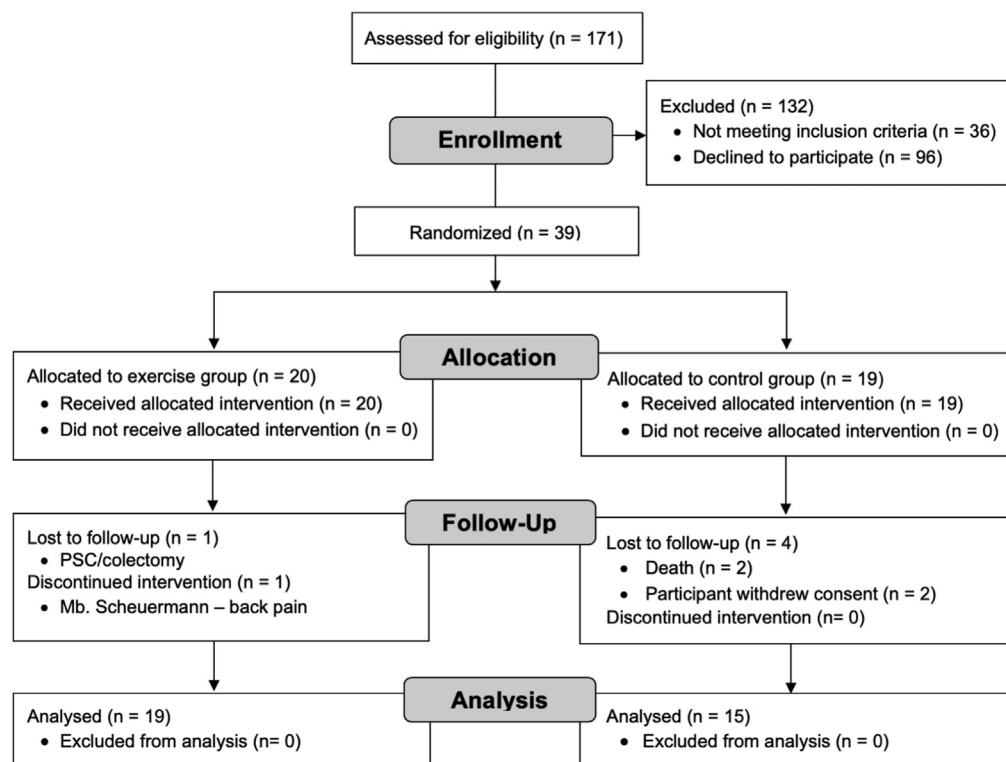 Assessed for eligibility (n = 171)
Excluded (n = 132)
• Not meeting inclusion criteria (n = 36)
• Declined to participate (n = 96)
Enrollment
Randomized (n = 39)
Allocation
Allocated to exercise group (n = 20)
• Received allocated intervention (n = 20)
• Did not receive allocated intervention (n = 0)
Allocated to control group (n = 19)
• Received allocated intervention (n = 19)
• Did not receive allocated intervention (n = 0)
Follow-Up
Lost to follow-up (n = 1)
• PSC/colectomy
Discontinued intervention (n = 1)
• Mb. Scheuermann – back pain
Lost to follow-up (n = 4)
• Death (n = 2)
• Participant withdrew consent (n = 2)
Discontinued intervention (n= 0)
Analysis
Analysed (n = 19)
• Excluded from analysis (n= 0)
Analysed (n = 15)
• Excluded from analysis (n = 0)